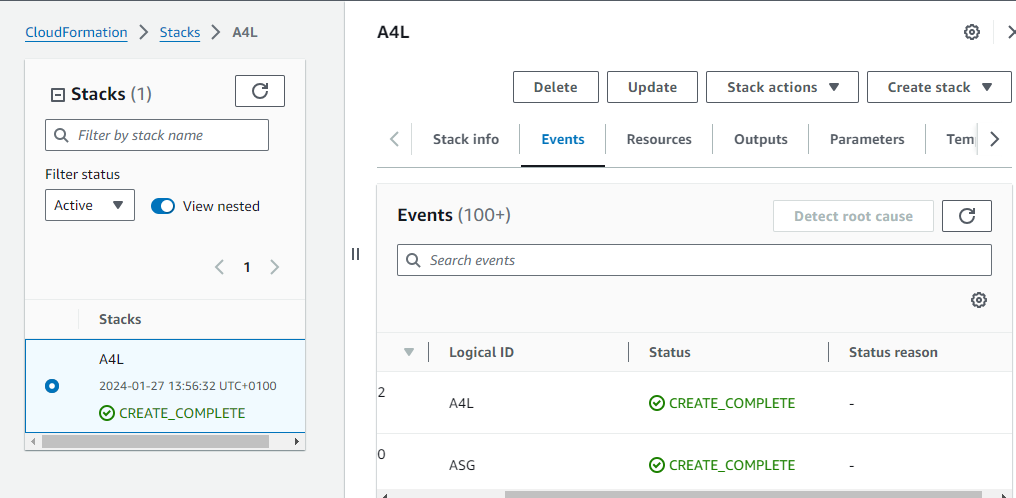 CloudFormation > Stacks > A4L
Stacks (1)
Filter by stack name
Filter status
Active View nested
1
Stacks
A4L
2024-01-27 13:56:32 UTC+0100
CREATE_COMPLETE
A4L
Delete Update Stack actions Create stack
Stack info Events Resources Outputs Parameters Tem
Events (100+) Detect root cause
Search events
Logical ID Status Status reason
2 A4L CREATE_COMPLETE -
0 ASG CREATE_COMPLETE -